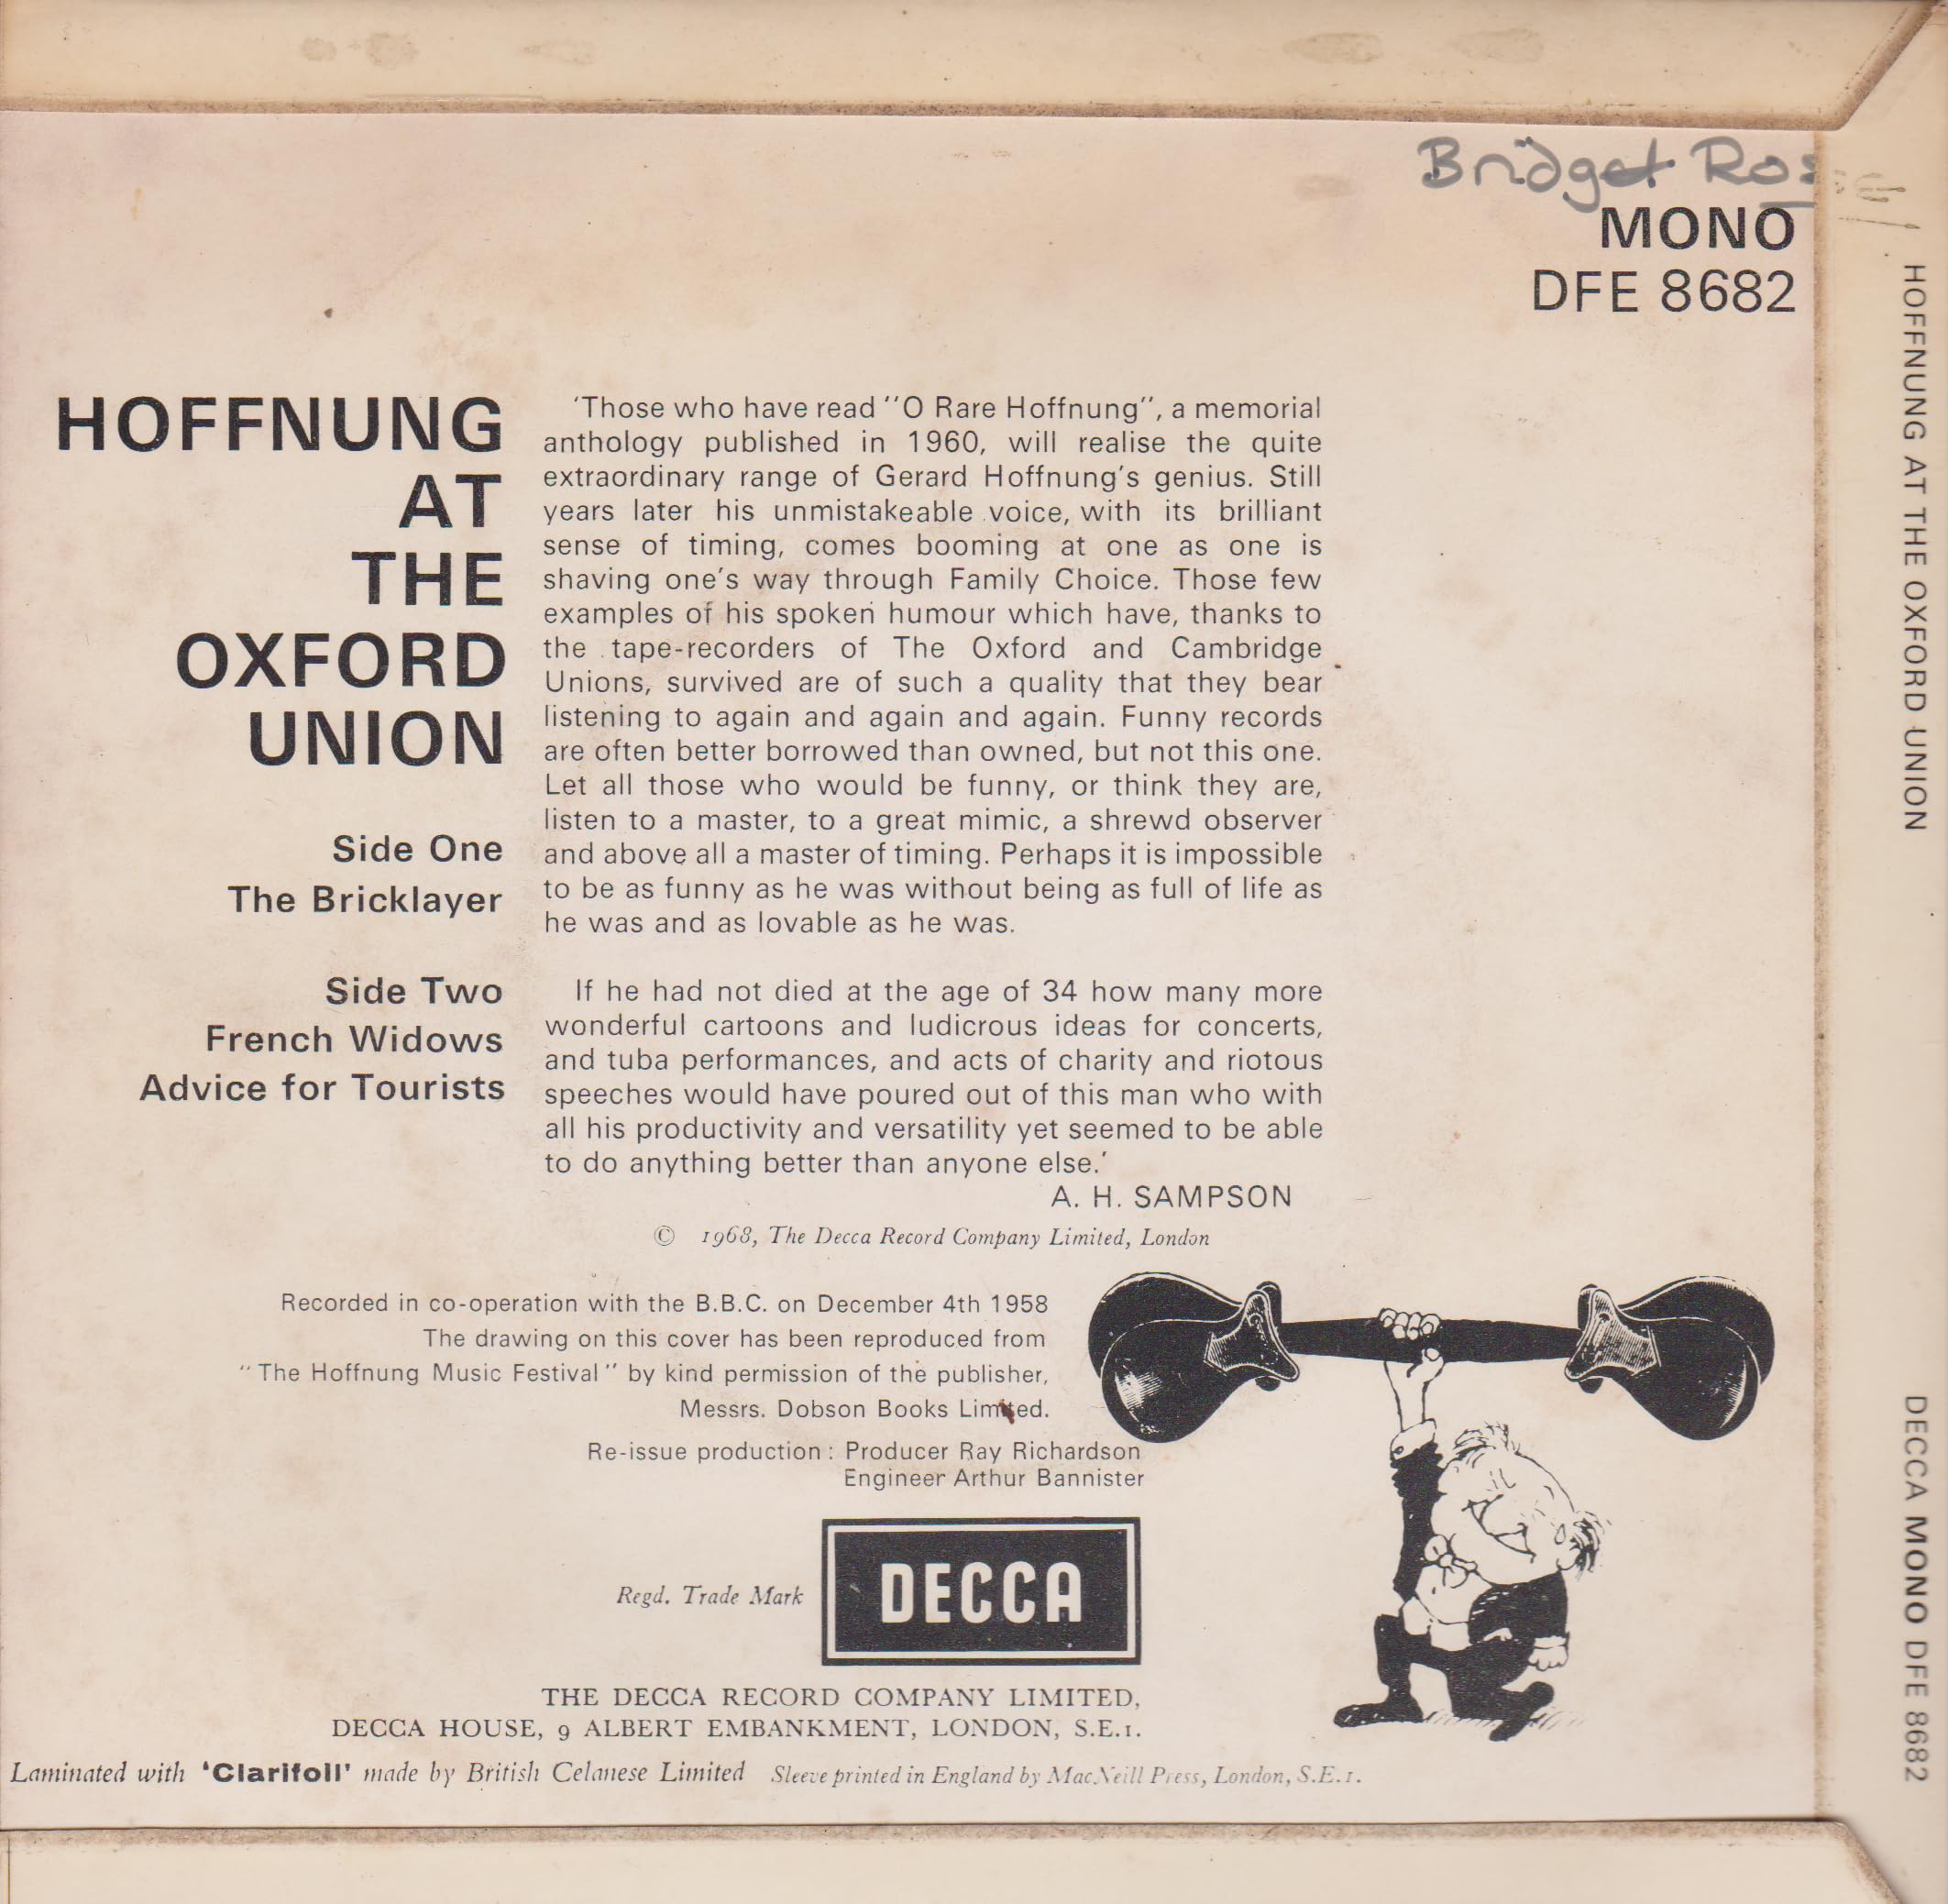 Bridget
MONO
DFE 8682
HOFFNUNG
AT
THE
OXFORD
UNION
Side One
The Bricklayer
Side Two
French Widows
Advice for Tourists
'Those who have read "O Rare Hoffnung", a memorial
anthology published in 1960, will realise the quite
extraordinary range of Gerard Hoffnung's genius. Still
years later his unmistakeable voice, with its brilliant
sense of timing, comes booming at one as one is
shaving one's way through Family Choice. Those few
examples of his spoken humour which have, thanks to
the tape-recorders of The Oxford and Cambridge
Unions, survived are of such a quality that they bear
listening to again and again and again. Funny records
are often better borrowed than owned, but not this one.
Let all those who would be funny, or think they are,
listen to a master, to a great mimic, a shrewd observer
and above all a master of timing. Perhaps it is impossible
to be as funny as he was without being as full of life as
he was and as lovable as he was.
If he had not died at the age of 34 how many more
wonderful cartoons and ludicrous ideas for concerts,
and tuba performances, and acts of charity and riotous
speeches would have poured out of this man who with
all his productivity and versatility yet seemed to be able
to do anything better than anyone else.'
A. H. SAMPSON
© 1968, The Decca Record Company Limited, London
Recorded in co-operation with the B.B.C. on December 4th 1958
The drawing on this cover has been reproduced from
"The Hoffnung Music Festival" by kind permission of the publisher,
Messrs. Dobson Books Limited.
Re-issue production: Producer Ray Richardson
Engineer Arthur Bannister
Regd. Trade Mark
DECCA
THE DECCA RECORD COMPANY LIMITED,
DECCA HOUSE, 9 ALBERT EMBANKMENT, LONDON, S.E.1.
Laminated with 'Clarifoil' made by British Celanese Limited Sleeve printed in England by MacNeill Press, London, S.E.1.
HOFFNUNG AT THE OXFORD UNION
DECCA MONO DFE 8682